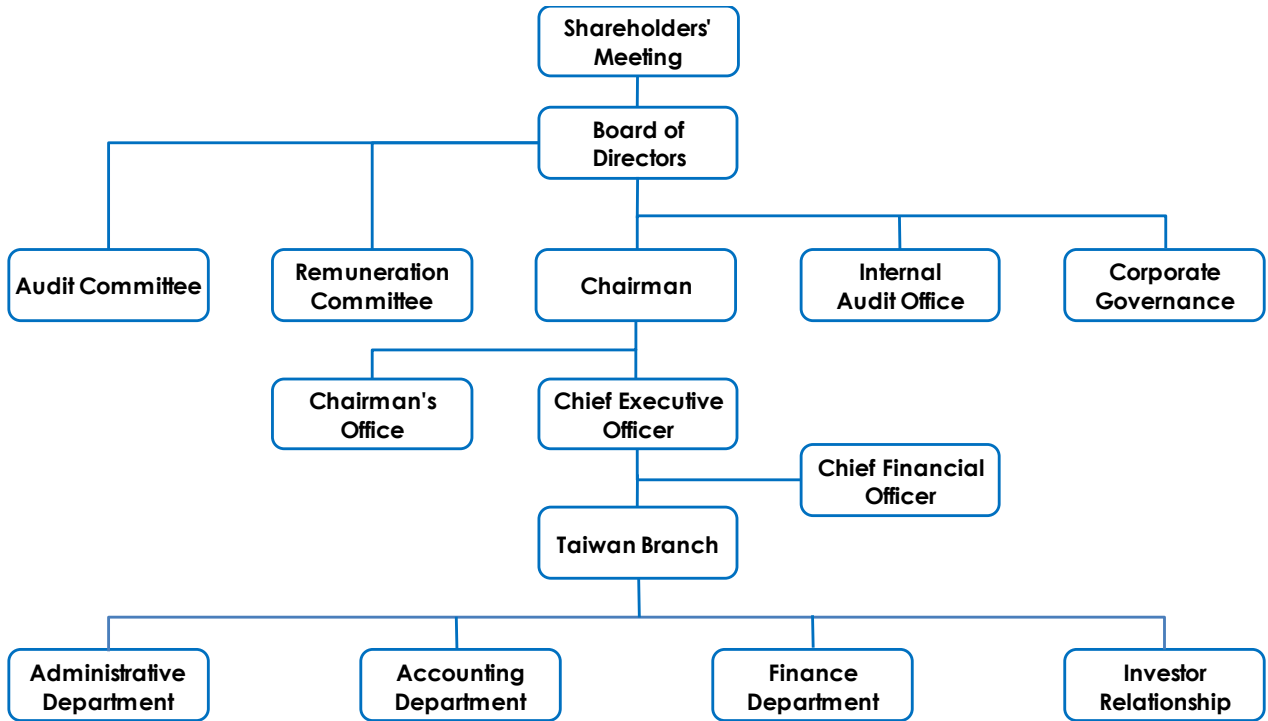 Shareholders'
Meeting
Board of
Directors
Audit Committee
Remuneration
Committee
Chairman
Internal
Audit Office
Corporate
Governance
Chairman's
Office
Chief Executive
Officer
Chief Financial
Officer
Taiwan Branch
Administrative
Department
Accounting
Department
Finance
Department
Investor
Relationship